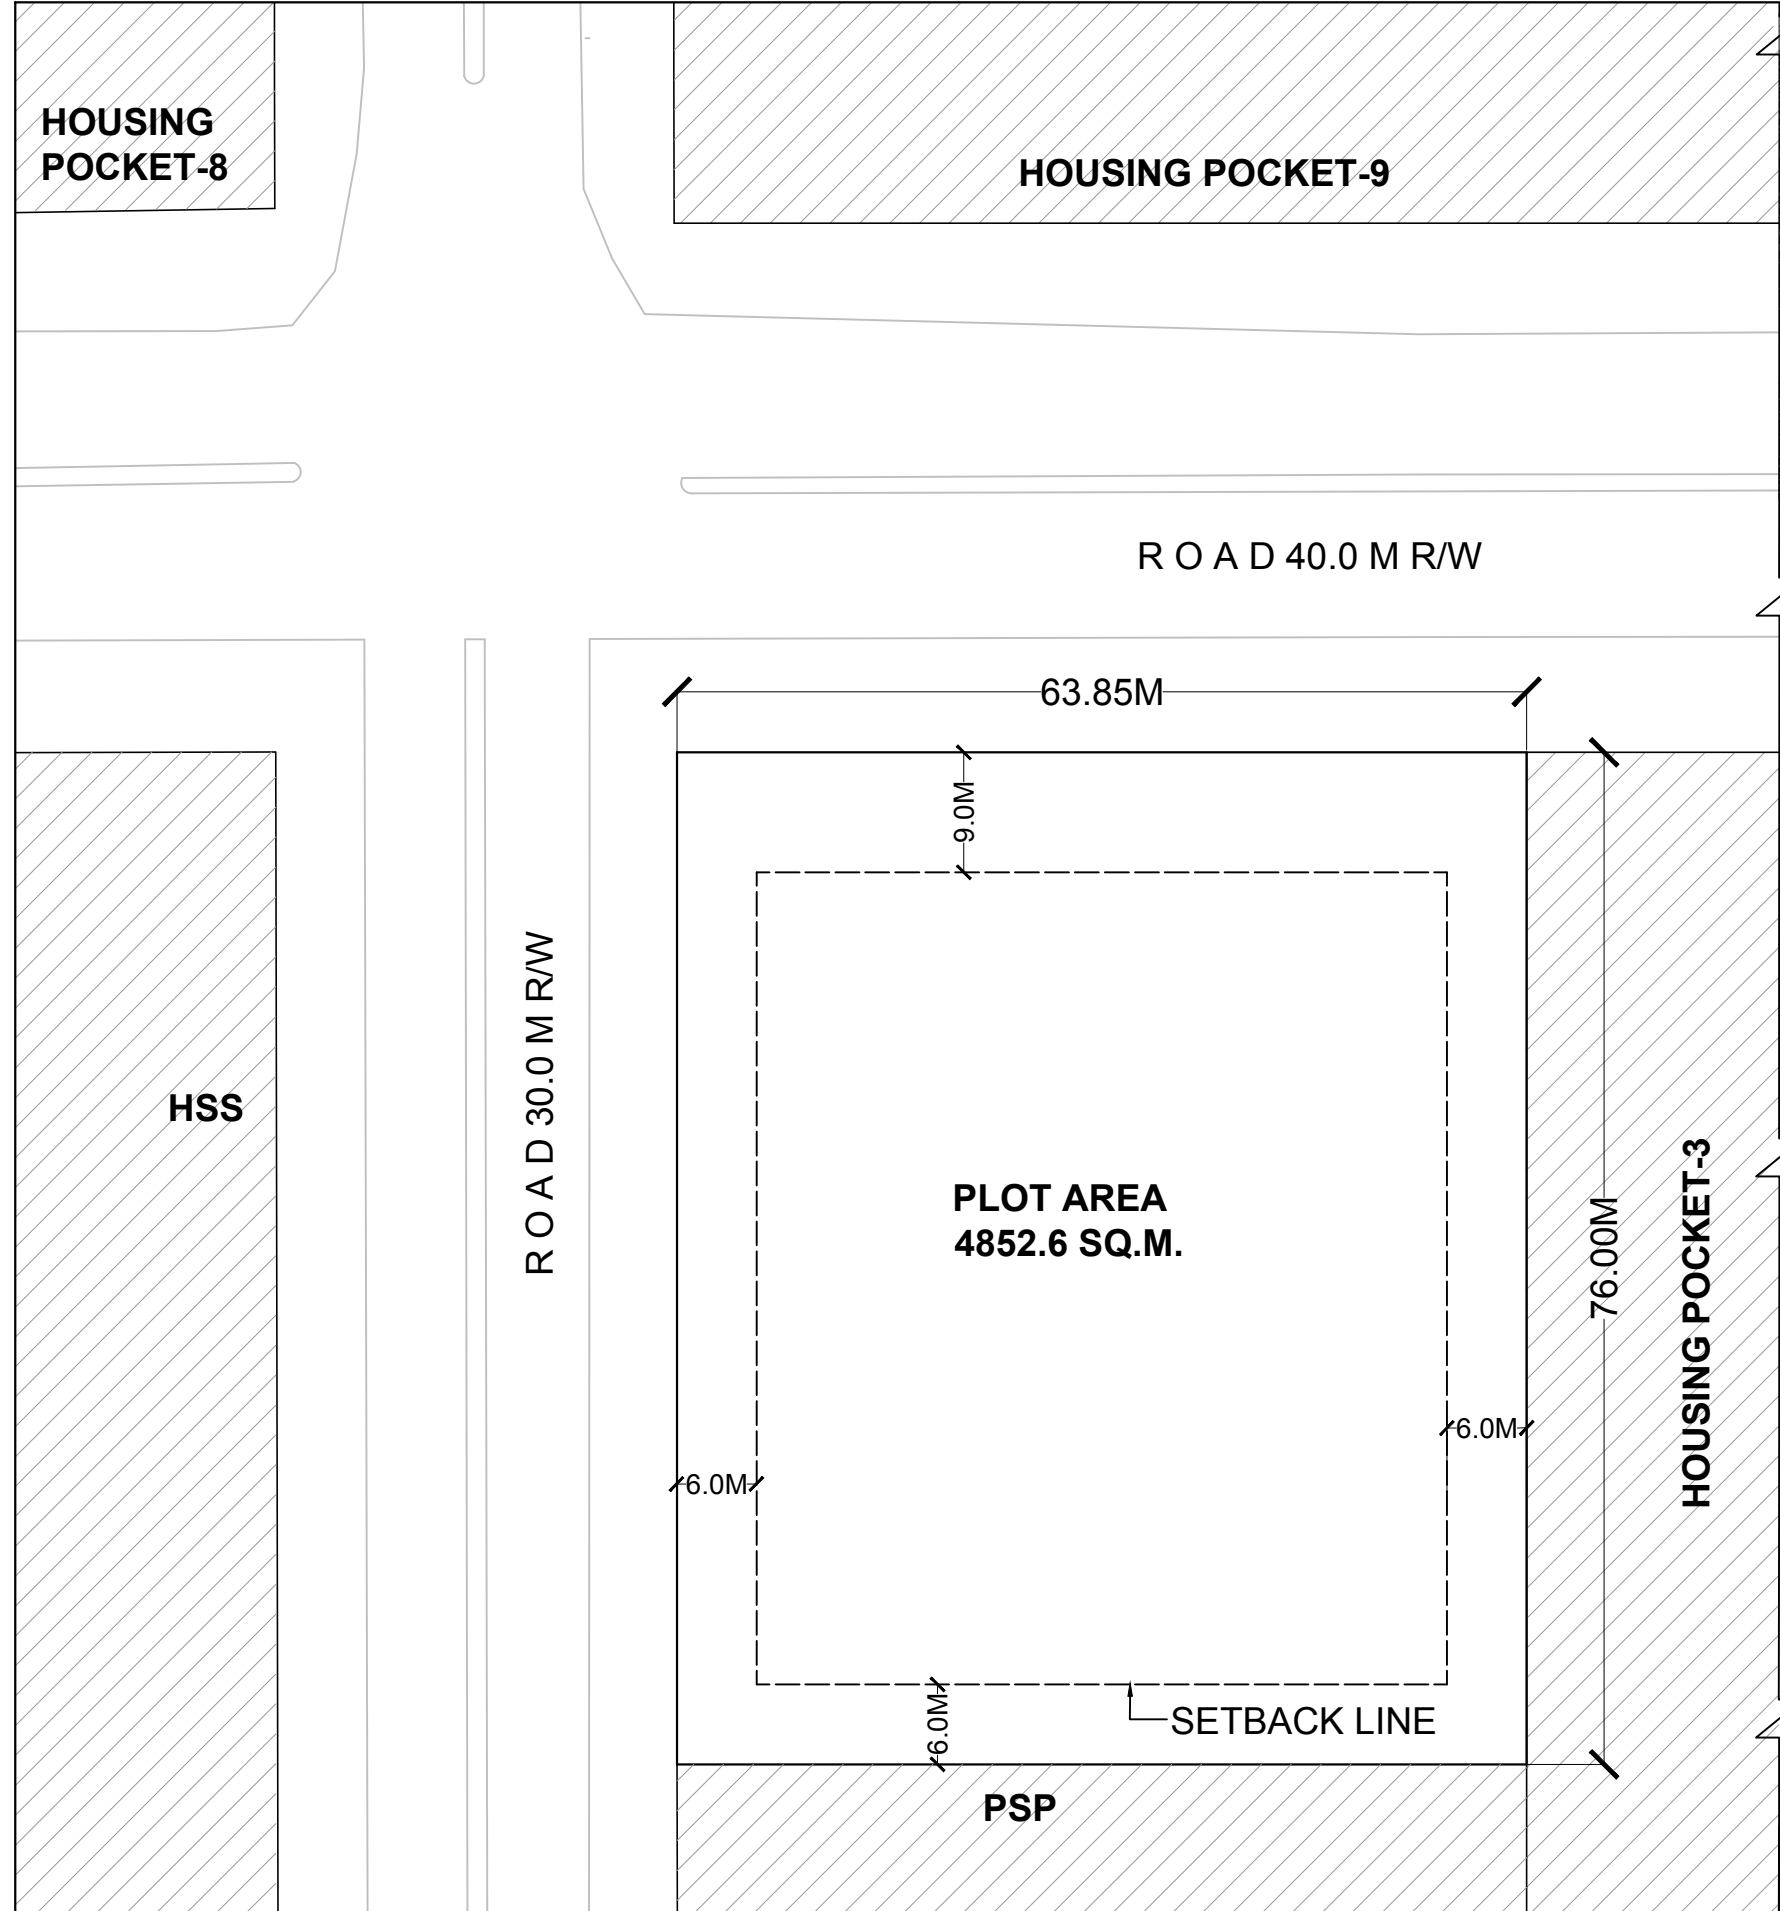 HOUSING
POCKET-8
HOUSING POCKET-9
R O A D 40.0 M R/W
63.85M
9.0M
R O A D 30.0 M R/W
HSS
PLOT AREA
4852.6 SQ.M.
76.00M
HOUSING POCKET-3
6.0M
6.0M
6.0M
SETBACK LINE
PSP